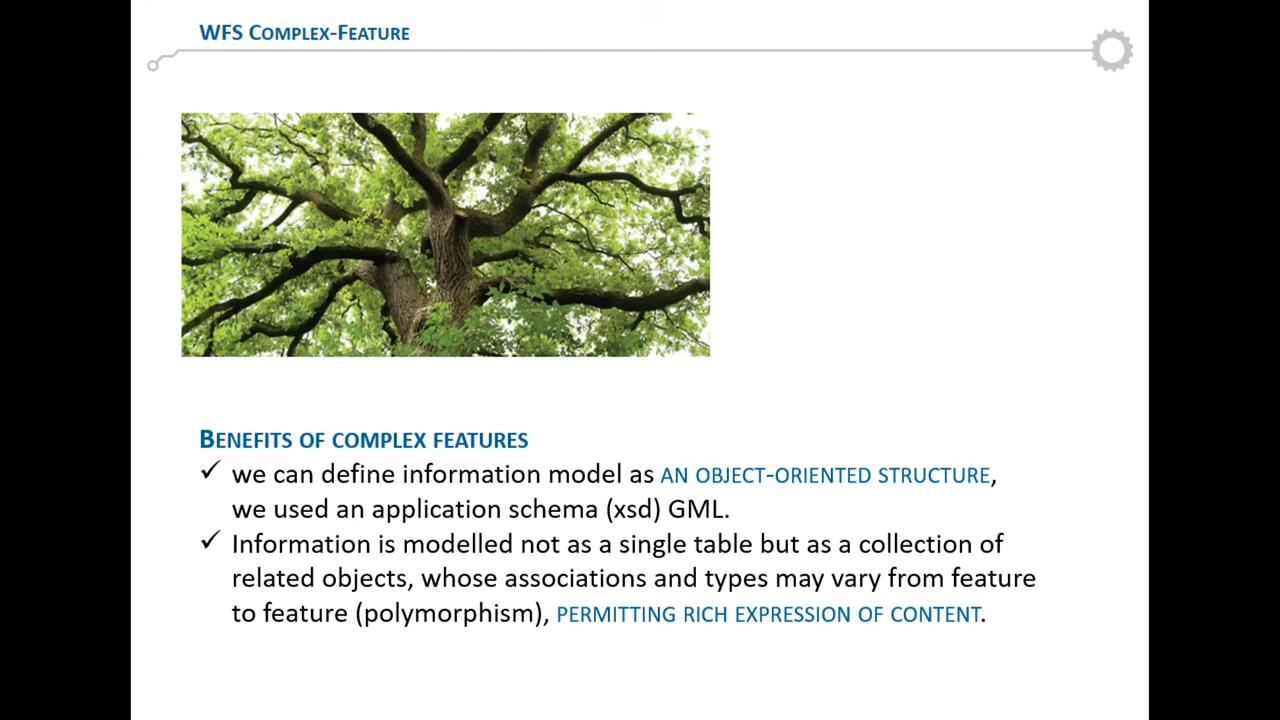 WFS Complex-Feature
Benefits of complex features
✓ we can define information model as an object-oriented structure,
we used an application schema (xsd) GML.
✓ Information is modelled not as a single table but as a collection of
related objects, whose associations and types may vary from feature
to feature (polymorphism), permitting rich expression of content.